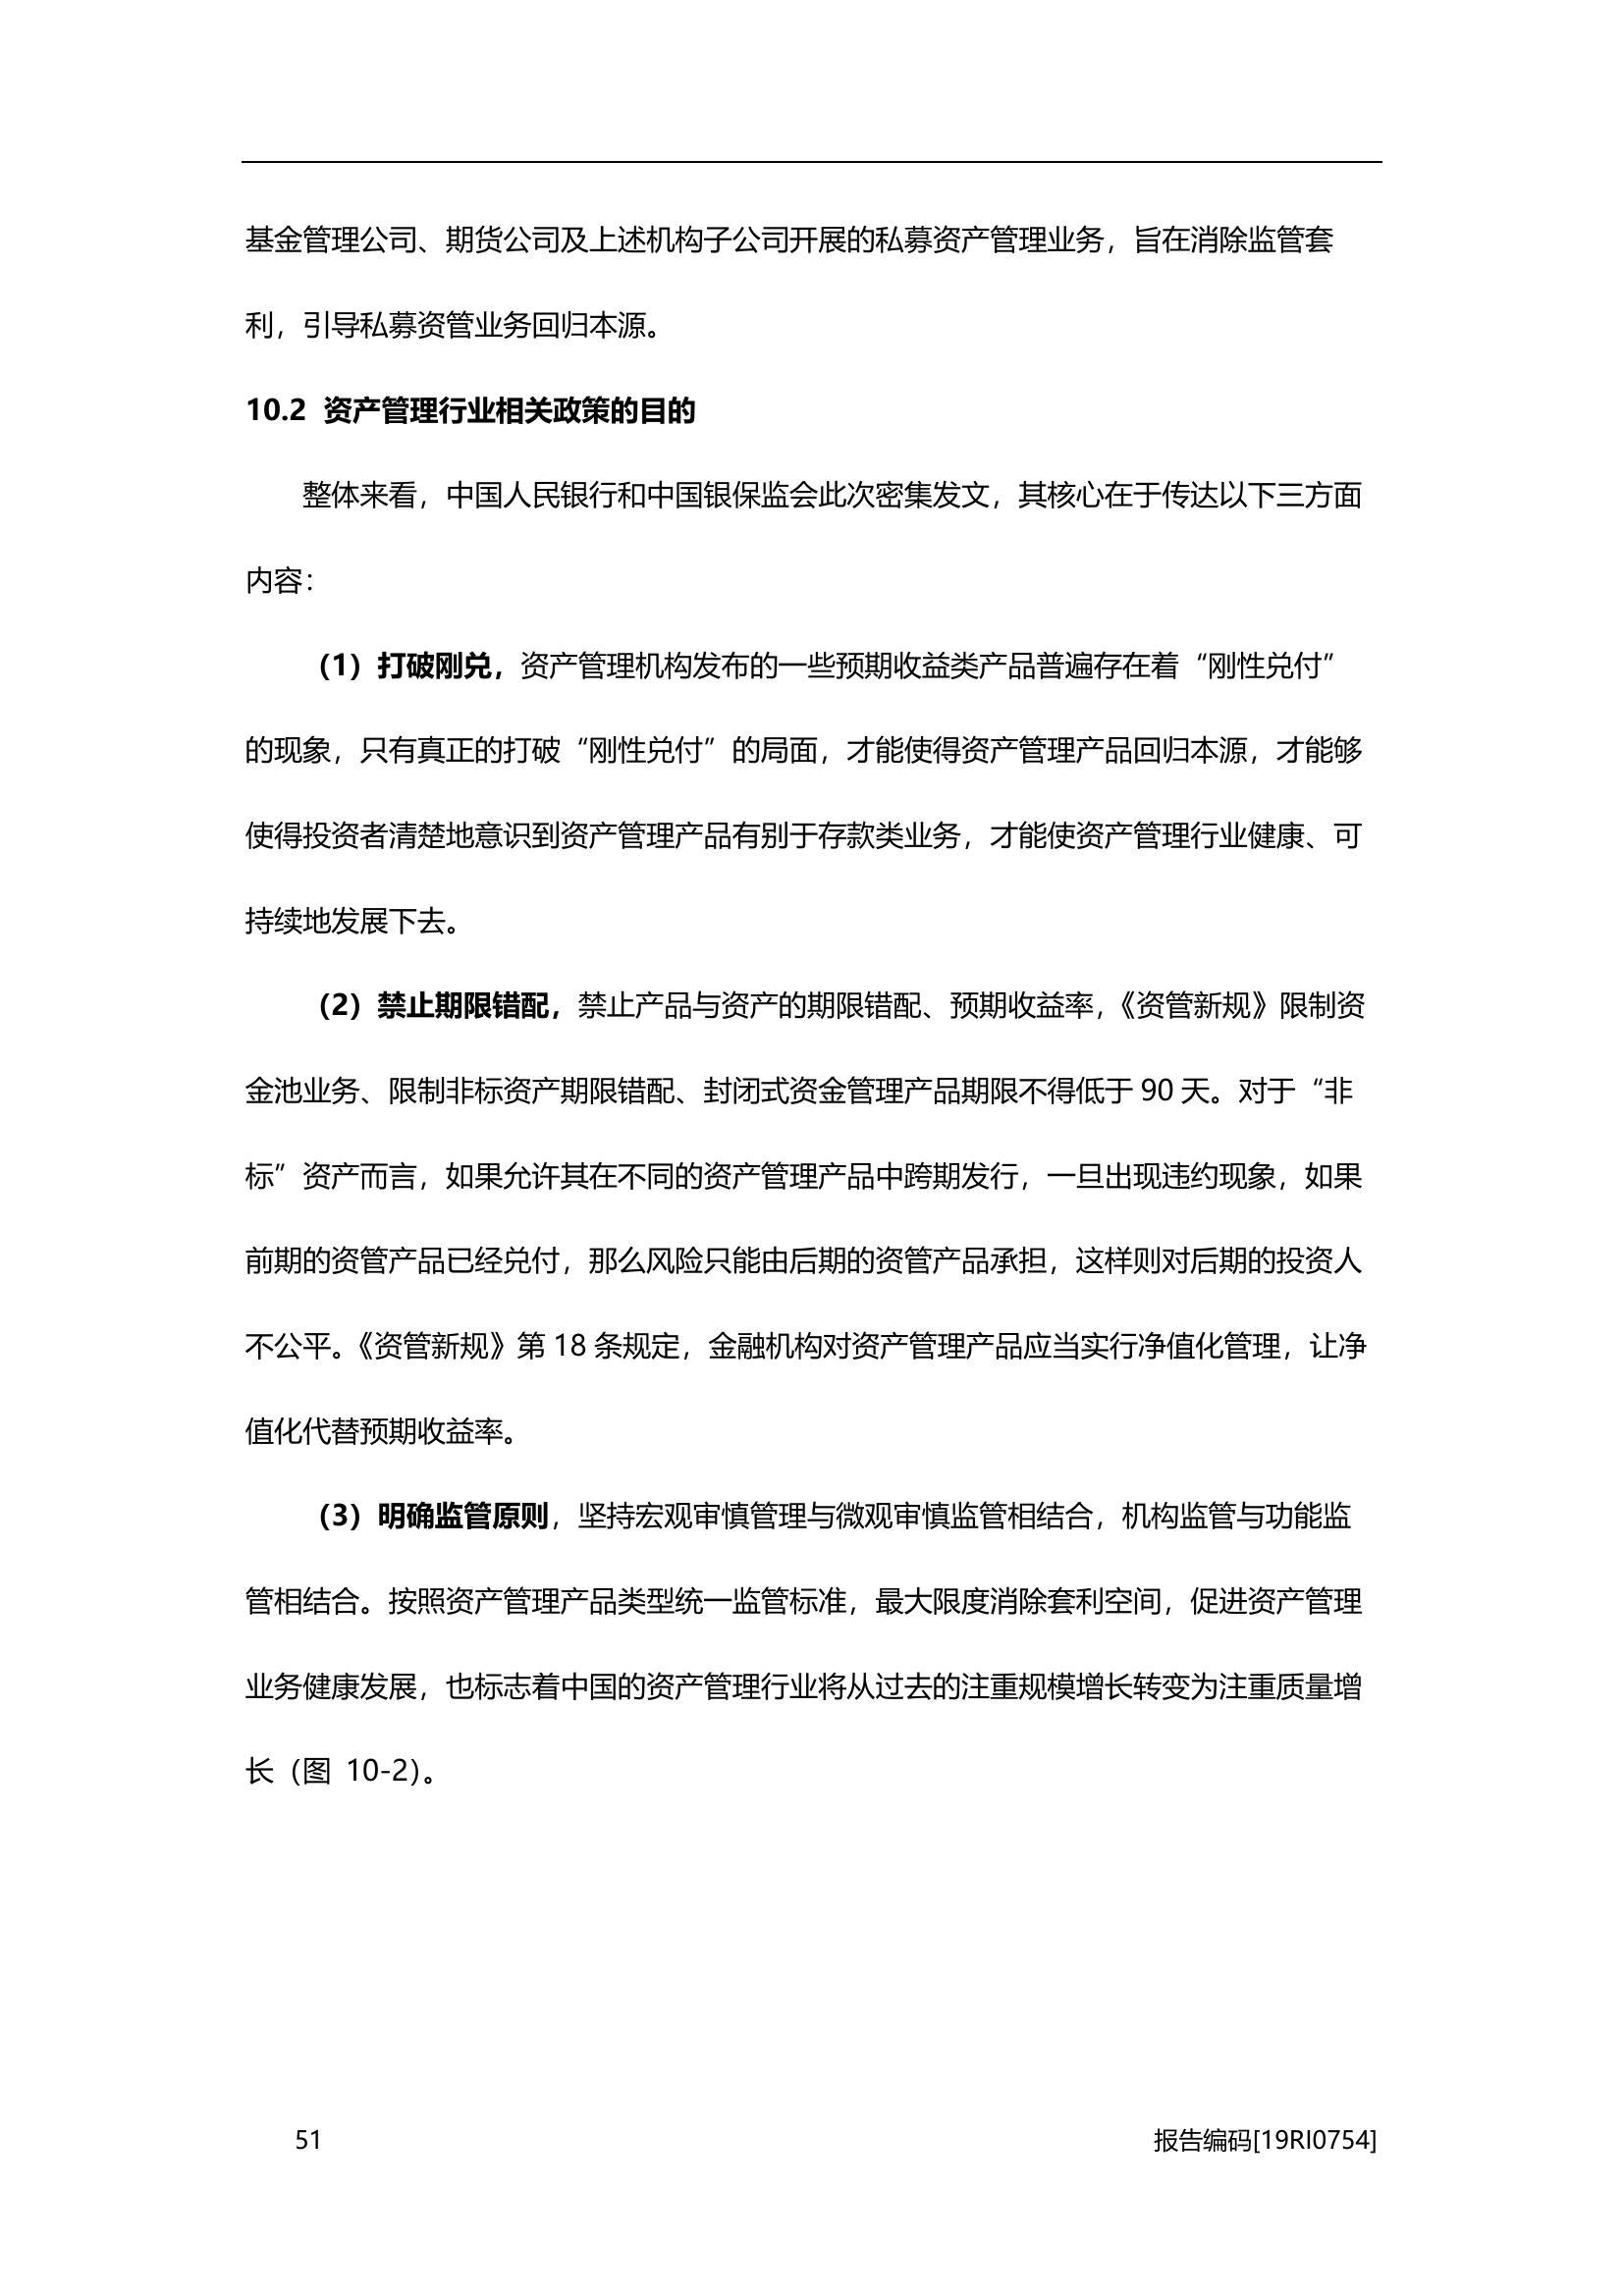 基金管理公司、期货公司及上述机构子公司开展的私募资产管理业务，旨在消除监管套
利，引导私募资管业务回归本源。
10.2 资产管理行业相关政策的目的
整体来看，中国人民银行和中国银保监会此次密集发文，其核心在于传达以下三方面
内容：
（1）打破刚兑，资产管理机构发布的一些预期收益类产品普遍存在着“刚性兑付”
的现象，只有真正的打破“刚性兑付”的局面，才能使得资产管理产品回归本源，才能够
使得投资者清楚地意识到资产管理产品有别于存款类业务，才能使资产管理行业健康、可
持续地发展下去。
（2）禁止期限错配，禁止产品与资产的期限错配、预期收益率，《资管新规》限制资
金池业务、限制非标资产期限错配、封闭式资金管理产品期限不得低于 90 天。对于“非
标”资产而言，如果允许其在不同的资产管理产品中跨期发行，一旦出现违约现象，如果
前期的资管产品已经兑付，那么风险只能由后期的资管产品承担，这样则对后期的投资人
不公平。《资管新规》第 18 条规定，金融机构对资产管理产品应当实行净值化管理，让净
值化代替预期收益率。
（3）明确监管原则，坚持宏观审慎管理与微观审慎监管相结合，机构监管与功能监
管相结合。按照资产管理产品类型统一监管标准，最大限度消除套利空间，促进资产管理
业务健康发展，也标志着中国的资产管理行业将从过去的注重规模增长转变为注重质量增
长（图 10-2）。
51 报告编码[19RI0754]